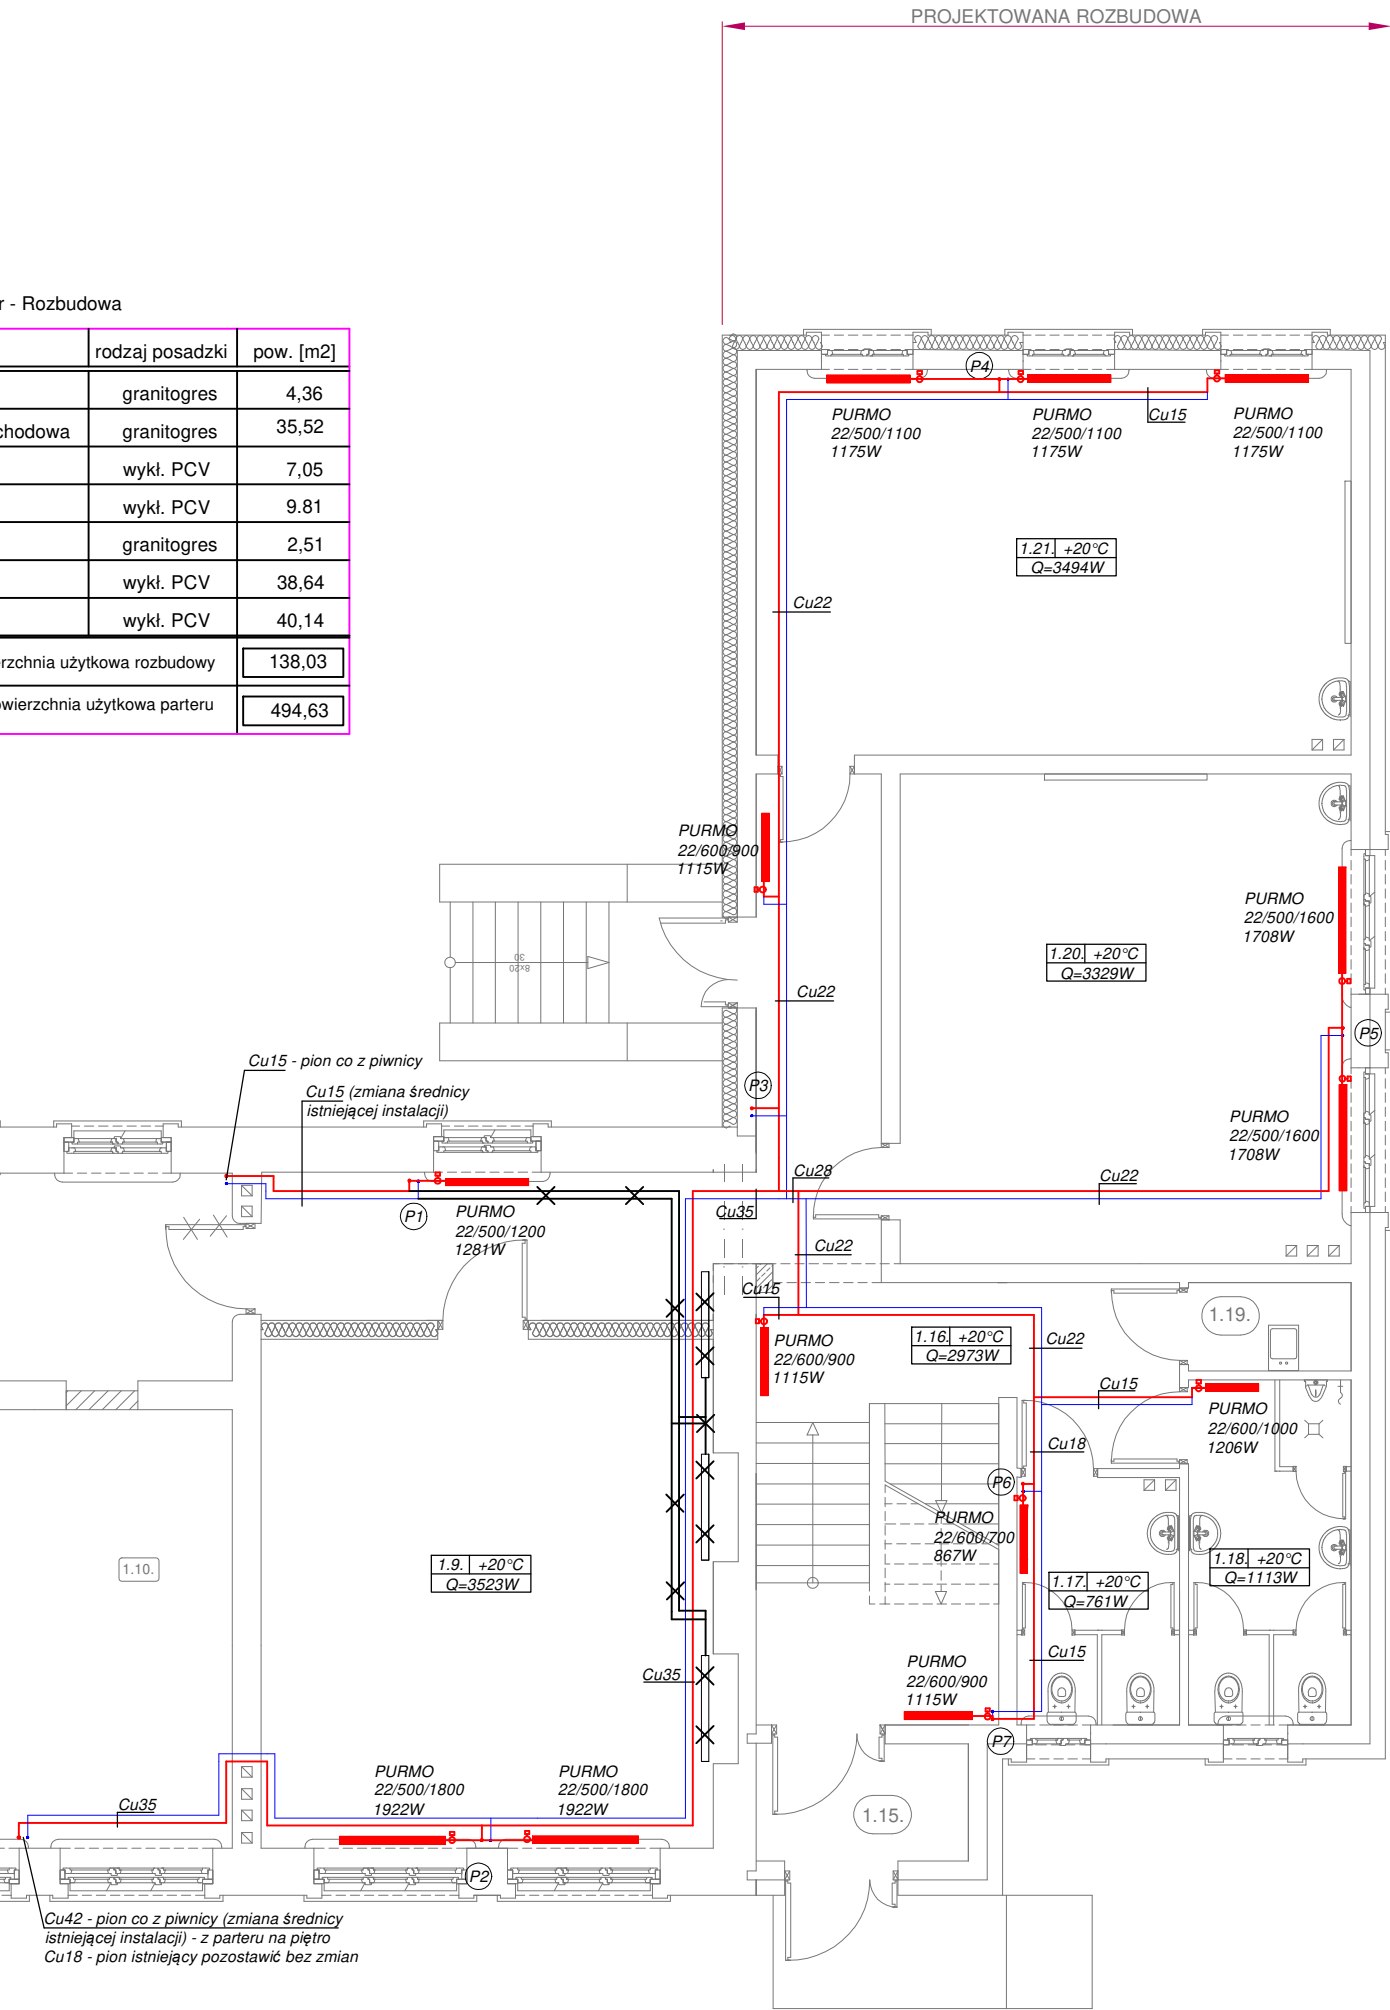 PROJEKTOWANA ROZBUDOWA
r - Rozbudowa
rodzaj posadzki pow. [m2]
granitogres 4,36
chodowa granitogres 35,52
wykł. PCV 7,05
wykł. PCV 9.81
granitogres 2,51
wykł. PCV 38,64
wykł. PCV 40,14
erzchnia użytkowa rozbudowy 138,03
owierzchnia użytkowa parteru 494,63
P4
PURMO
22/500/1100
1175W
PURMO
22/500/1100
1175W
Cu15
PURMO
22/500/1100
1175W
1.21. +20°C
Q=3494W
Cu22
PURMO
22/600/900
1115W
PURMO
22/500/1600
1708W
1.20. +20°C
Q=3329W
8x20
30
Cu22
P5
P3
Cu15 - pion co z piwnicy
Cu15 (zmiana średnicy
istniejącej instalacji)
PURMO
22/500/1600
1708W
Cu28
Cu22
P1
PURMO
22/500/1200
1281W
Cu35
Cu22
Cu15
1.19.
PURMO
22/600/900
1115W
1.16. +20°C
Q=2973W
Cu22
Cu15
PURMO
22/600/1000
1206W
Cu18
P6
PURMO
22/600/700
867W
1.10.
1.9. +20°C
Q=3523W
1.17. +20°C
Q=761W
1.18. +20°C
Q=1113W
Cu15
Cu35
PURMO
22/600/900
1115W
P7
PURMO
22/500/1800
1922W
PURMO
22/500/1800
1922W
Cu35
1.15.
P2
Cu42 - pion co z piwnicy (zmiana średnicy
istniejącej instalacji) - z parteru na piętro
Cu18 - pion istniejący pozostawić bez zmian